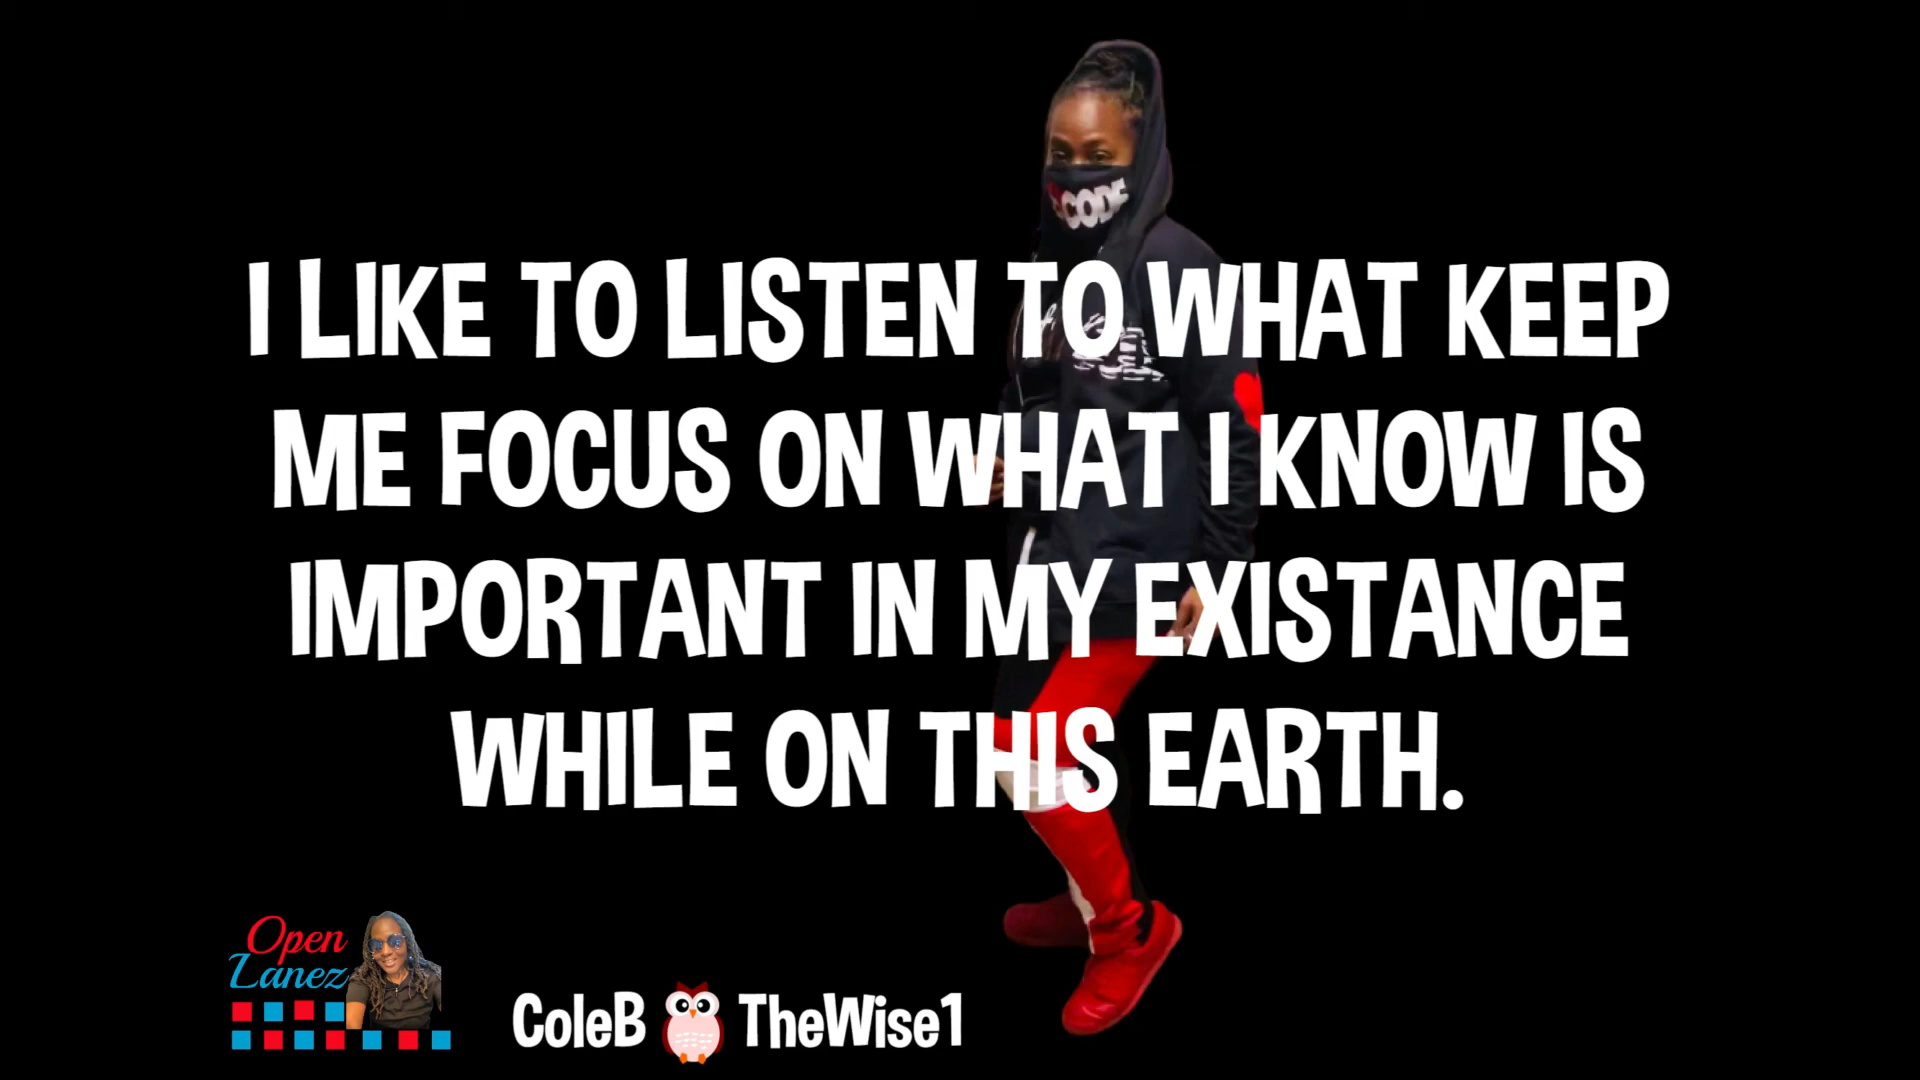 CODE
I LIKE TO LISTEN TO WHAT KEEP
ME FOCUS ON WHAT I KNOW IS
IMPORTANT IN MY EXISTANCE
WHILE ON THIS EARTH.
Open
Lanez
ColeB TheWise1